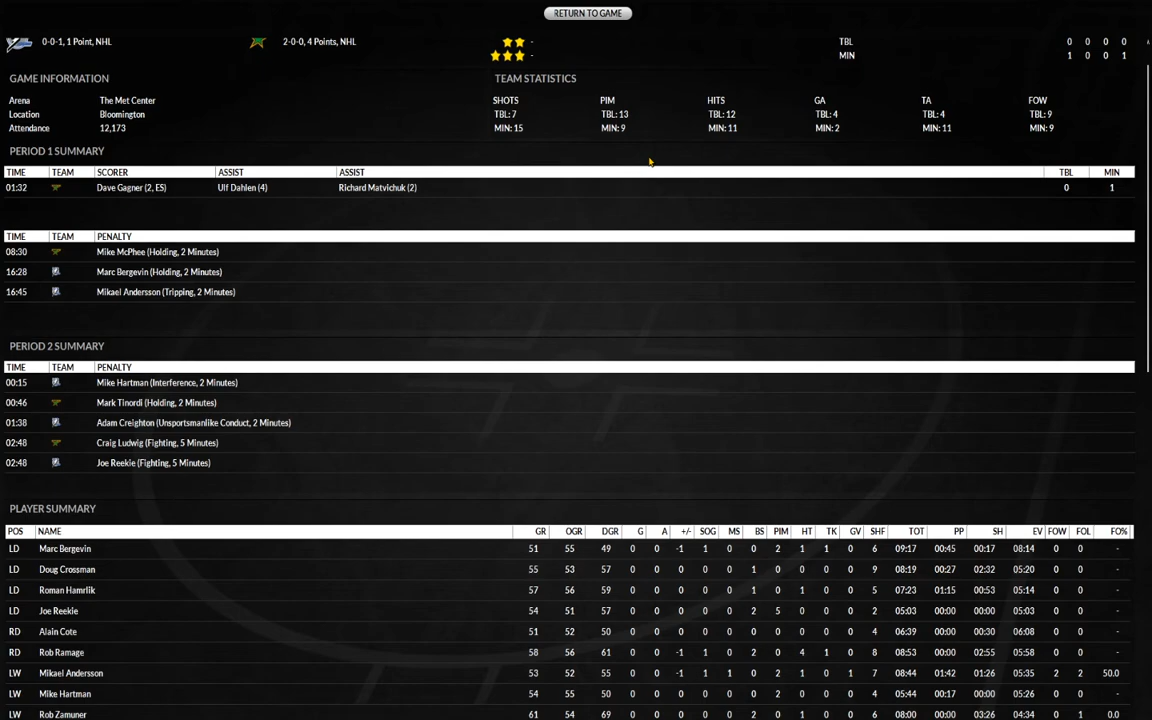 RETURN TO GAME
0-0-1, 1 Point, NHL 2-0-0, 4 Points, NHL - TBL 0 0 0 0
- MIN 1 0 0 1
GAME INFORMATION TEAM STATISTICS
Arena The Met Center SHOTS PIM HITS GA TA FOW
Location Bloomington TBL: 7 TBL: 13 TBL: 12 TBL: 4 TBL: 4 TBL: 9
Attendance 12,173 MIN: 15 MIN: 9 MIN: 11 MIN: 2 MIN: 11 MIN: 9
PERIOD 1 SUMMARY
TIME TEAM SCORER ASSIST ASSIST TBL MIN
01:32 Dave Gagner (2, ES) Ulf Dahlen (4) Richard Matvichuk (2) 0 1
TIME TEAM PENALTY
08:30 Mike McPhee (Holding, 2 Minutes)
16:28 Marc Bergevin (Holding, 2 Minutes)
16:45 Mikael Andersson (Tripping, 2 Minutes)
PERIOD 2 SUMMARY
TIME TEAM PENALTY
00:15 Mike Hartman (Interference, 2 Minutes)
00:46 Mark Tinordi (Holding, 2 Minutes)
01:38 Adam Creighton (Unsportsmanlike Conduct, 2 Minutes)
02:48 Craig Ludwig (Fighting, 5 Minutes)
02:48 Joe Reekie (Fighting, 5 Minutes)
PLAYER SUMMARY
POS NAME GR OGR DGR G A +/- SOG MS BS PIM HT TK GV SHF TOT PP SH EV FOW FOL FO%
LD Marc Bergevin 51 55 49 0 0 -1 1 0 0 2 1 1 0 6 09:17 00:45 00:17 08:14 0 0 -
LD Doug Crossman 55 53 57 0 0 0 0 0 1 0 0 0 0 9 08:19 00:27 02:32 05:20 0 0 -
LD Roman Hamrlik 57 56 59 0 0 0 0 0 1 0 1 0 0 5 07:23 01:15 00:53 05:14 0 0 -
LD Joe Reekie 54 51 57 0 0 0 0 0 2 5 0 0 0 2 05:03 00:00 00:00 05:03 0 0 -
RD Alain Cote 51 52 50 0 0 0 0 0 0 0 0 0 0 4 06:39 00:00 00:30 06:08 0 0 -
RD Rob Ramage 58 56 61 0 0 -1 1 0 2 0 4 1 0 8 08:53 00:00 02:55 05:58 0 0 -
LW Mikael Andersson 53 52 55 0 0 -1 1 1 0 2 1 0 1 7 08:44 01:42 01:26 05:35 2 2 50.0
LW Mike Hartman 54 55 50 0 0 0 0 0 0 2 0 0 0 4 05:44 00:17 00:00 05:26 0 0 -
LW Rob Zamuner 61 54 69 0 0 0 0 0 2 0 1 0 0 6 08:00 00:00 03:26 04:34 0 1 0.0